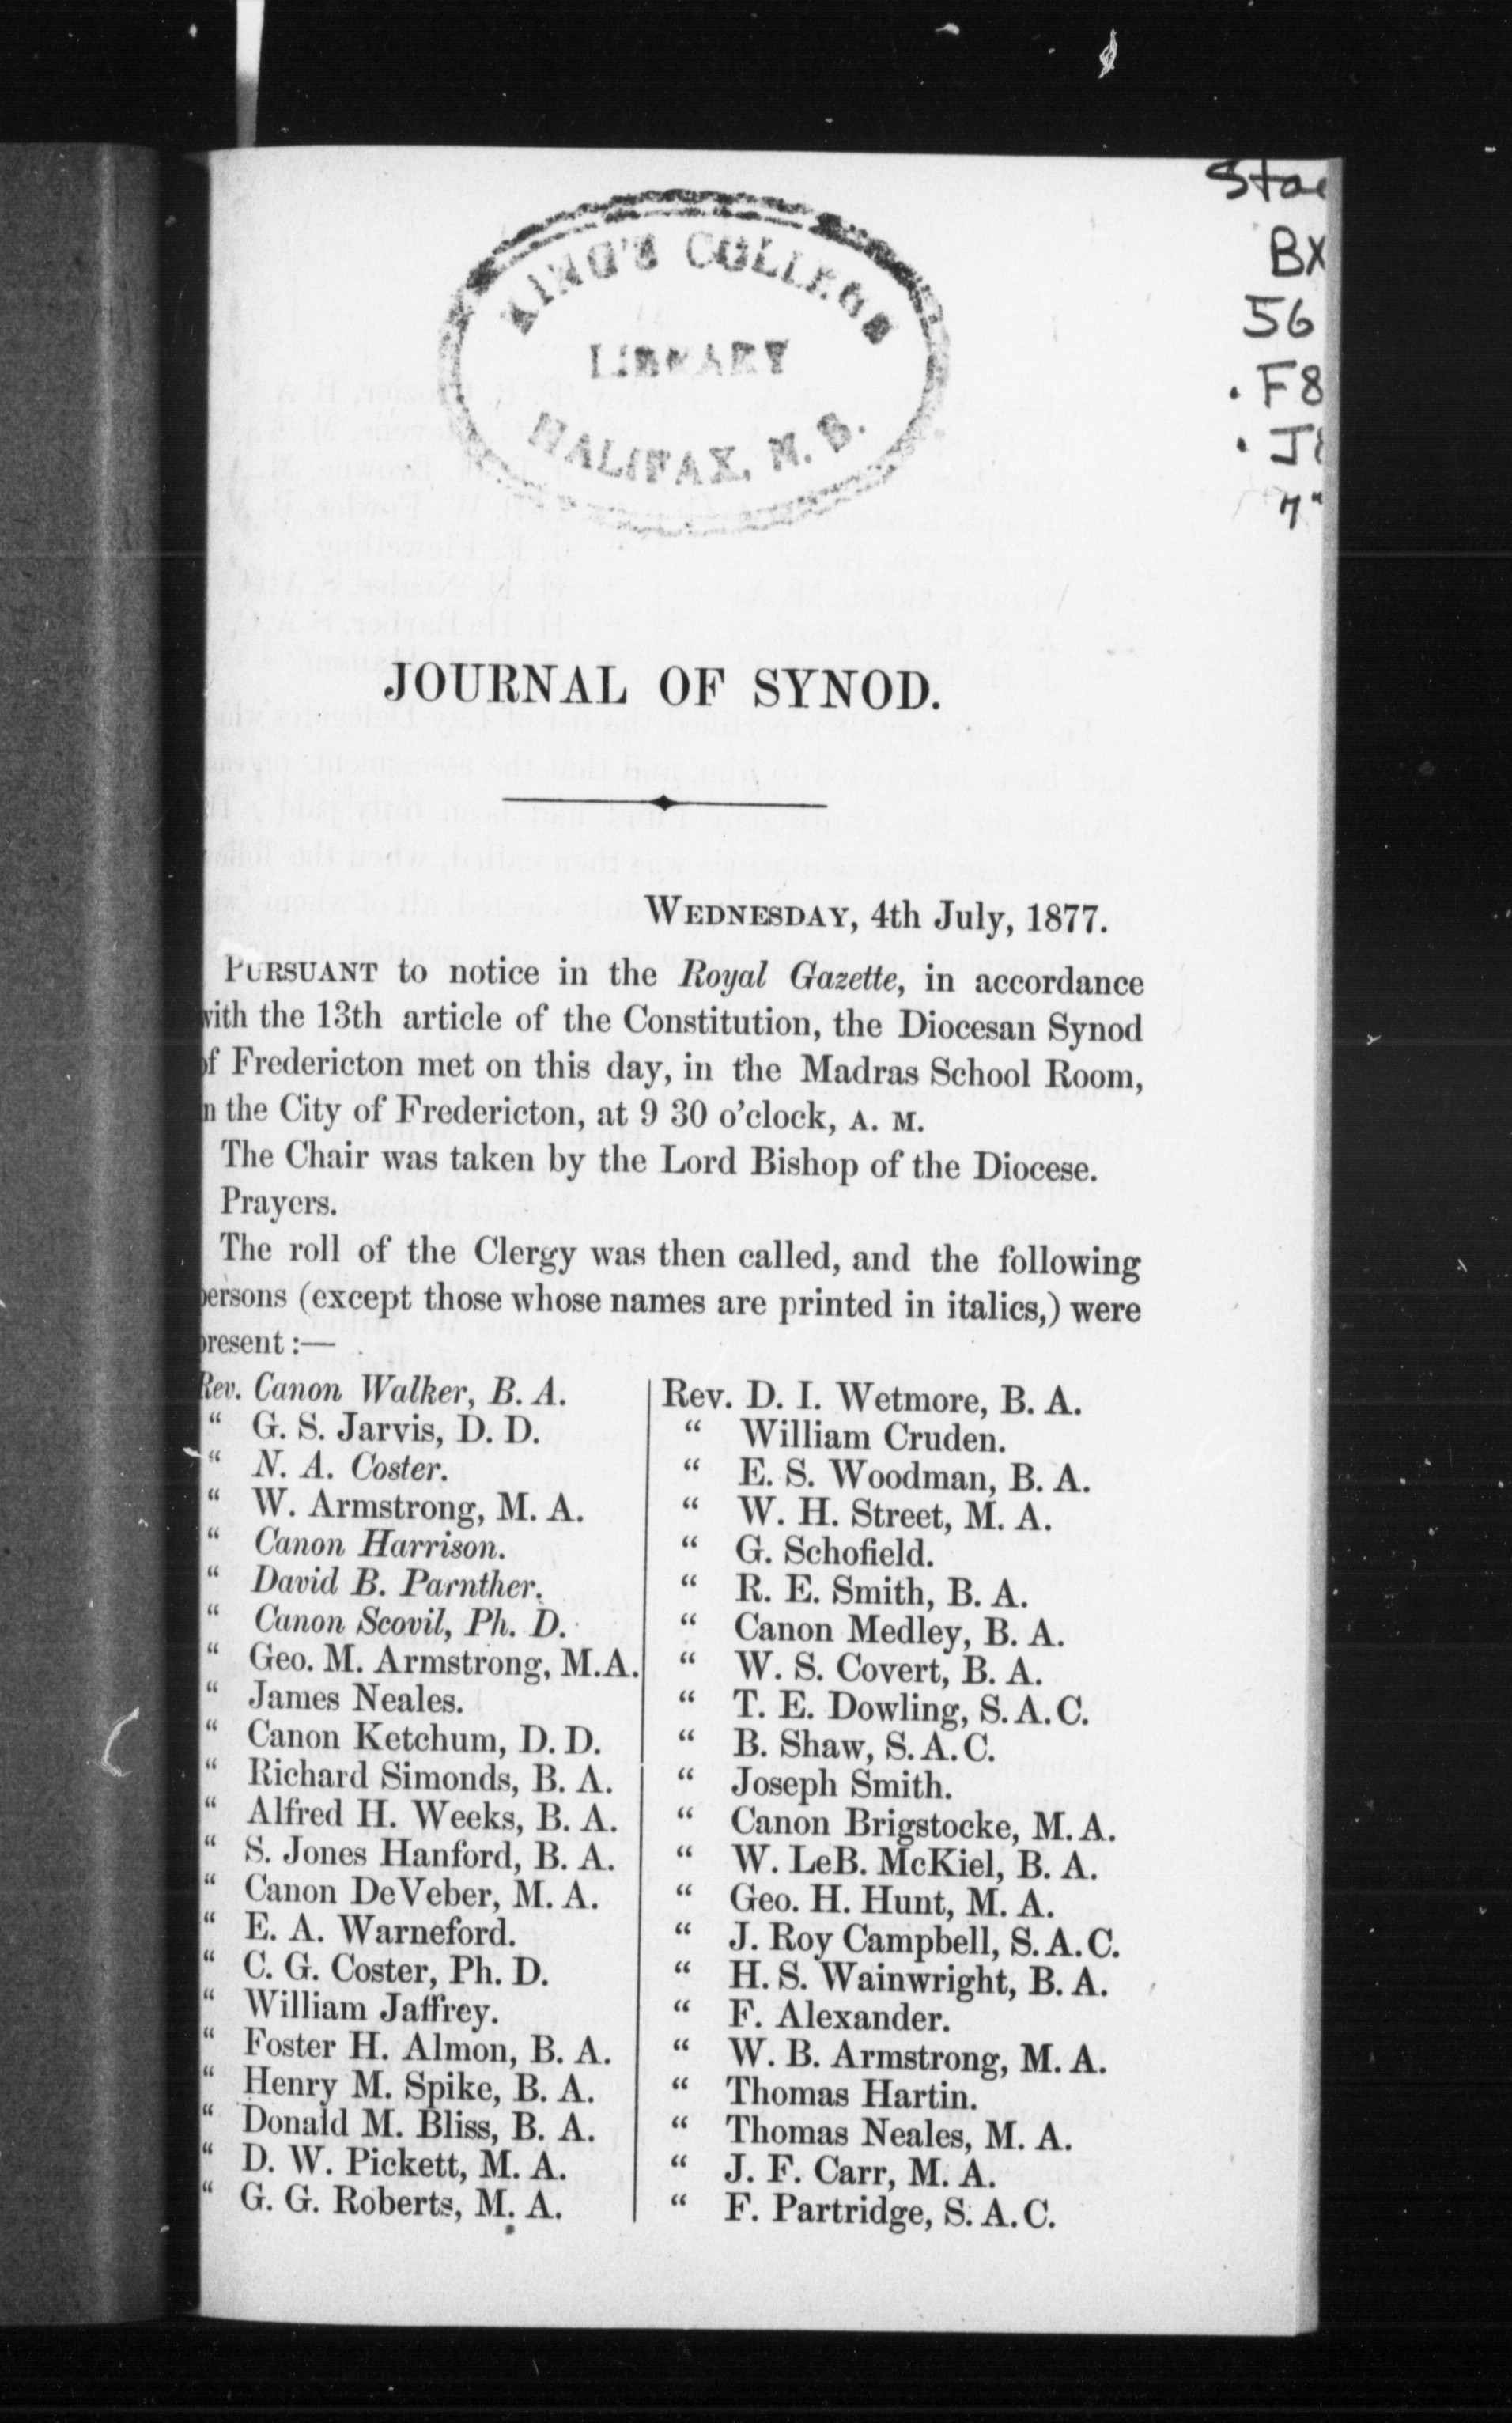 KING'S COLLEGE
LIBRARY
HALIFAX, N. S.
BX
56
. F8
JOURNAL OF SYNOD.
WEDNESDAY, 4th July, 1877.
PURSUANT to notice in the Royal Gazette, in accordance
with the 13th article of the Constitution, the Diocesan Synod
of Fredericton met on this day, in the Madras School Room,
n the City of Fredericton, at 9 30 o'clock, A. M.
The Chair was taken by the Lord Bishop of the Diocese.
Prayers.
The roll of the Clergy was then called, and the following
persons (except those whose names are printed in italics,) were
present :—
Rev. Canon Walker, B. A.
“ G. S. Jarvis, D. D.
“ N. A. Coster.
“ W. Armstrong, M. A.
“ Canon Harrison.
“ David B. Parnther.
“ Canon Scovil, Ph. D.
“ Geo. M. Armstrong, M.A.
“ James Neales.
“ Canon Ketchum, D. D.
“ Richard Simonds, B. A.
“ Alfred H. Weeks, B. A.
“ S. Jones Hanford, B. A.
“ Canon DeVeber, M. A.
“ E. A. Warneford.
“ C. G. Coster, Ph. D.
“ William Jaffrey.
“ Foster H. Almon, B. A.
“ Henry M. Spike, B. A.
“ Donald M. Bliss, B. A.
“ D. W. Pickett, M. A.
“ G. G. Roberts, M. A.
Rev. D. I. Wetmore, B. A.
“ William Cruden.
“ E. S. Woodman, B. A.
“ W. H. Street, M. A.
“ G. Schofield.
“ R. E. Smith, B. A.
“ Canon Medley, B. A.
“ W. S. Covert, B. A.
“ T. E. Dowling, S. A. C.
“ B. Shaw, S. A. C.
“ Joseph Smith.
“ Canon Brigstocke, M. A.
“ W. LeB. McKiel, B. A.
“ Geo. H. Hunt, M. A.
“ J. Roy Campbell, S. A. C.
“ H. S. Wainwright, B. A.
“ F. Alexander.
“ W. B. Armstrong, M. A.
“ Thomas Hartin.
“ Thomas Neales, M. A.
“ J. F. Carr, M. A.
“ F. Partridge, S. A. C.